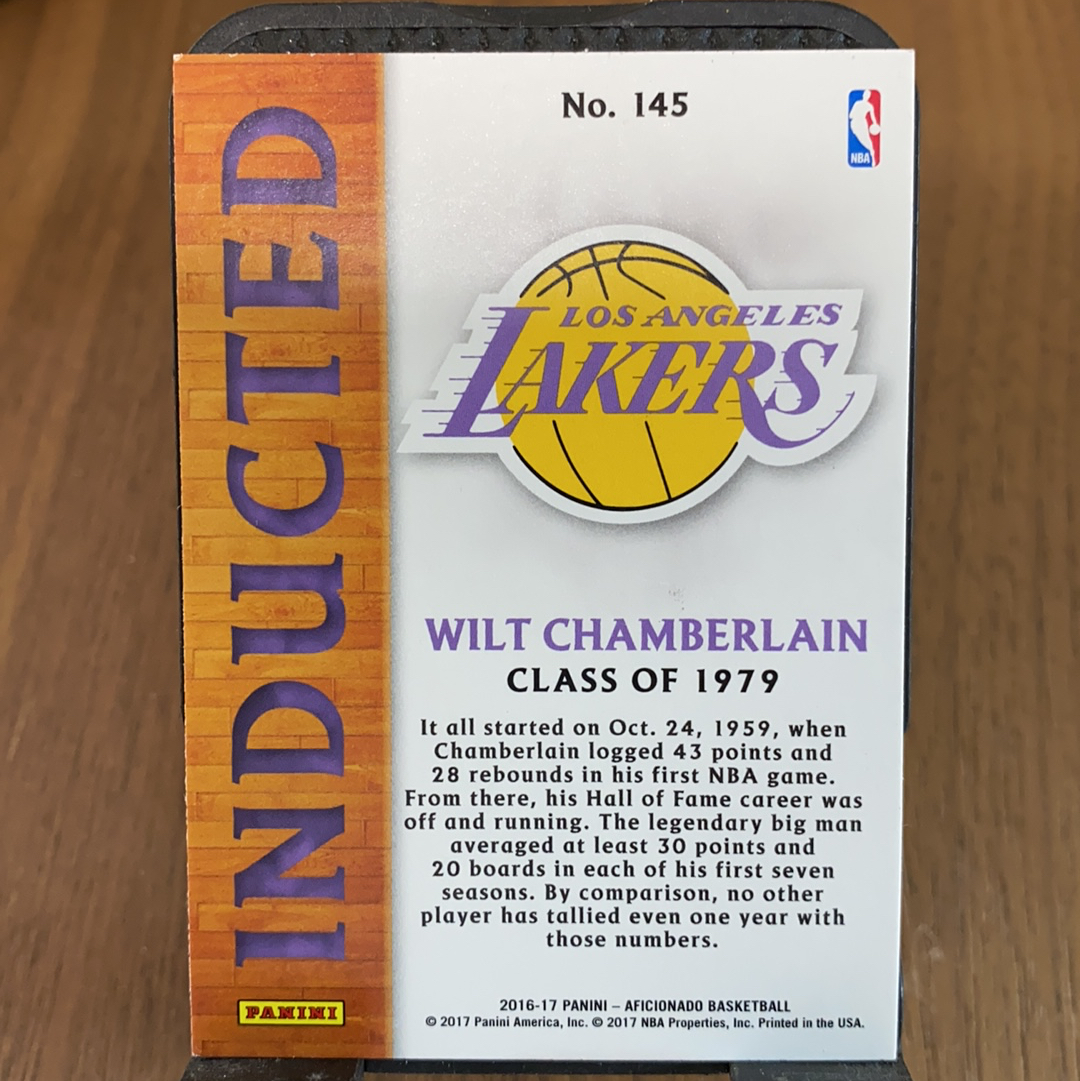 INDUCTED
No. 145
NBA
LOS ANGELES
LAKERS
WILT CHAMBERLAIN
CLASS OF 1979
It all started on Oct. 24, 1959, when
Chamberlain logged 43 points and
28 rebounds in his first NBA game.
From there, his Hall of Fame career was
off and running. The legendary big man
averaged at least 30 points and
20 boards in each of his first seven
seasons. By comparison, no other
player has tallied even one year with
those numbers.
PANINI
2016-17 PANINI – AFICIONADO BASKETBALL
© 2017 Panini America, Inc. © 2017 NBA Properties, Inc. Printed in the USA.